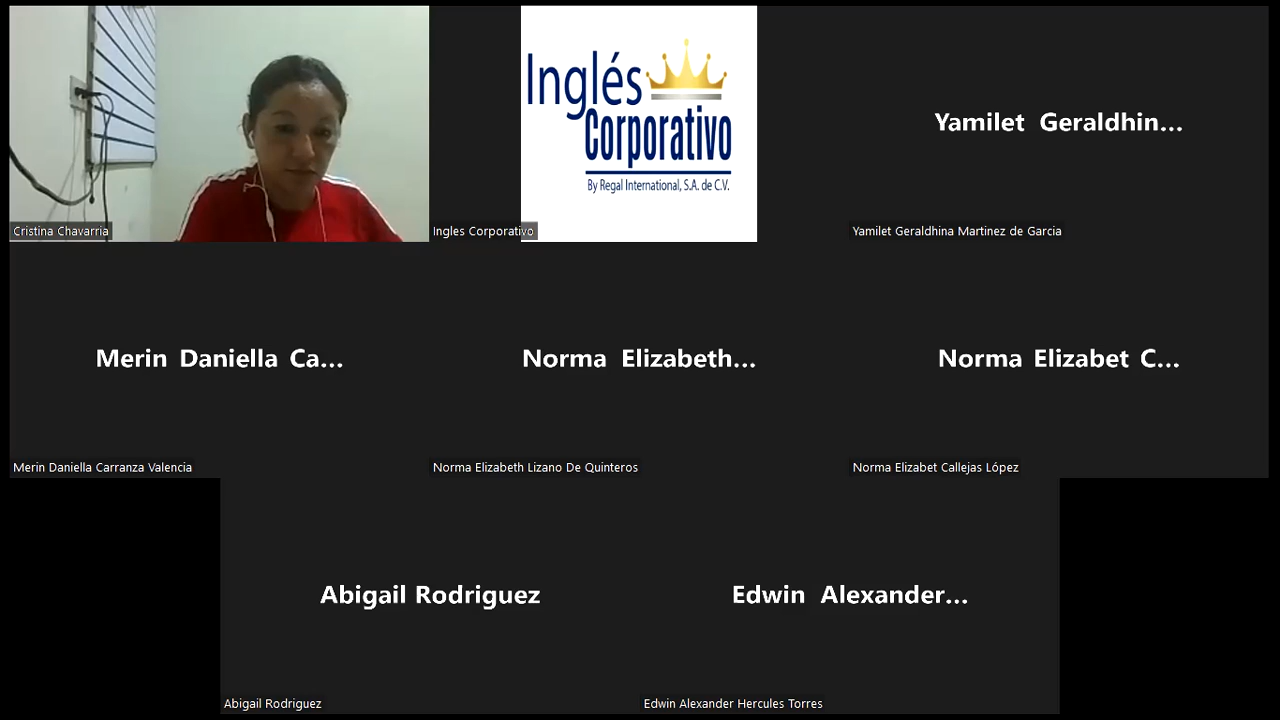 Inglés
Corporativo
By Regal International, S.A. de C.V.
Yamilet Geraldhin...
Cristina Chavarria
Ingles Corporativo
Yamilet Geraldhina Martinez de Garcia
Merin Daniella Ca...
Norma Elizabeth...
Norma Elizabet C...
Merin Daniella Carranza Valencia
Norma Elizabeth Lizano De Quinteros
Norma Elizabet Callejas López
Abigail Rodriguez
Edwin Alexander...
Abigail Rodriguez
Edwin Alexander Hercules Torres